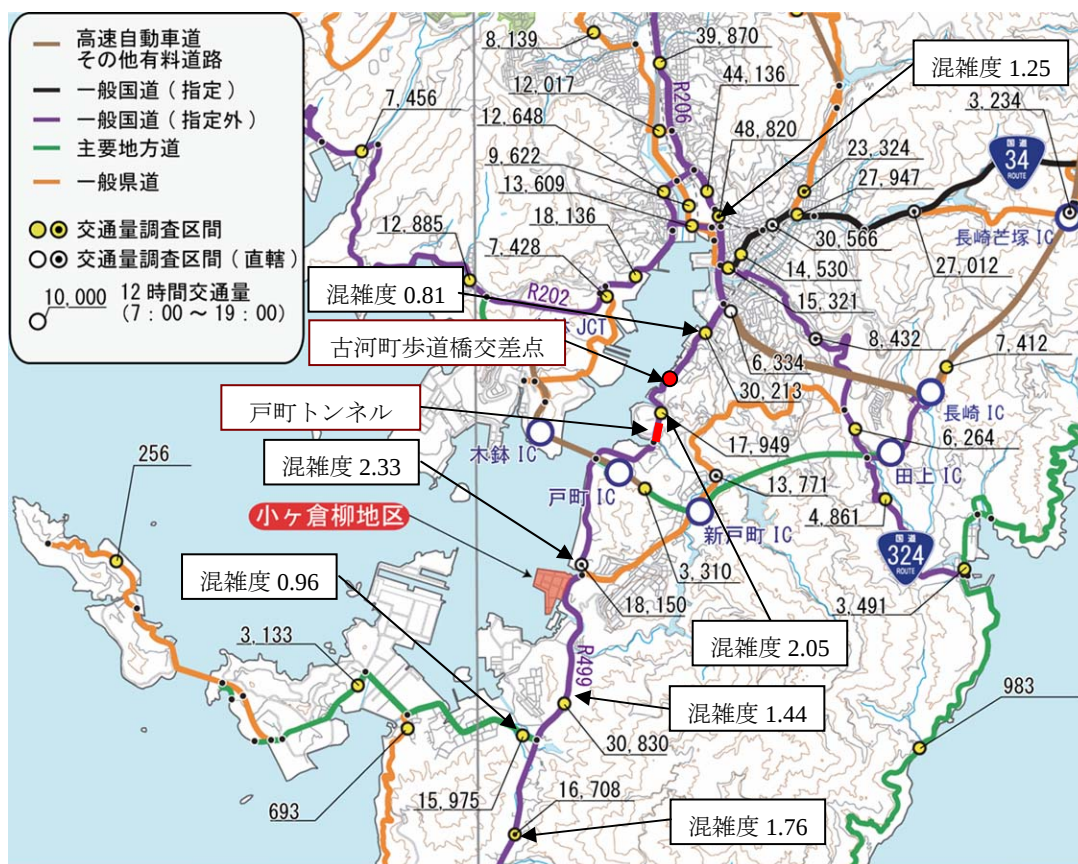 高速自動車道
その他有料道路
一般国道（指定）
一般国道（指定外）
主要地方道
一般県道
交通量調査区間
交通量調査区間（直轄）
10,000
12時間交通量
（7：00～19：00）
8,139
39,870
44,136
混雑度 1.25
7,456
12,017
R206
3,234
12,648
48,820
国道
34
ROUTE
9,622
23,324
13,609
27,947
12,885
18,136
長崎芒塚 IC
7,428
30,566
27,012
混雑度 0.81
R202
14,530
15,321
JCT
古河町歩道橋交差点
8,432
7,412
6,334
30,213
戸町トンネル
長崎 IC
17,949
6,264
256
混雑度 2.33
木鉢 IC
田上 IC
戸町 IC
13,771
小ヶ倉柳地区
新戸町 IC
4,861
国道
324
ROUTE
混雑度 0.96
3,310
18,150
3,491
3,133
R499
混雑度 2.05
983
混雑度 1.44
30,830
693
15,975
16,708
混雑度 1.76